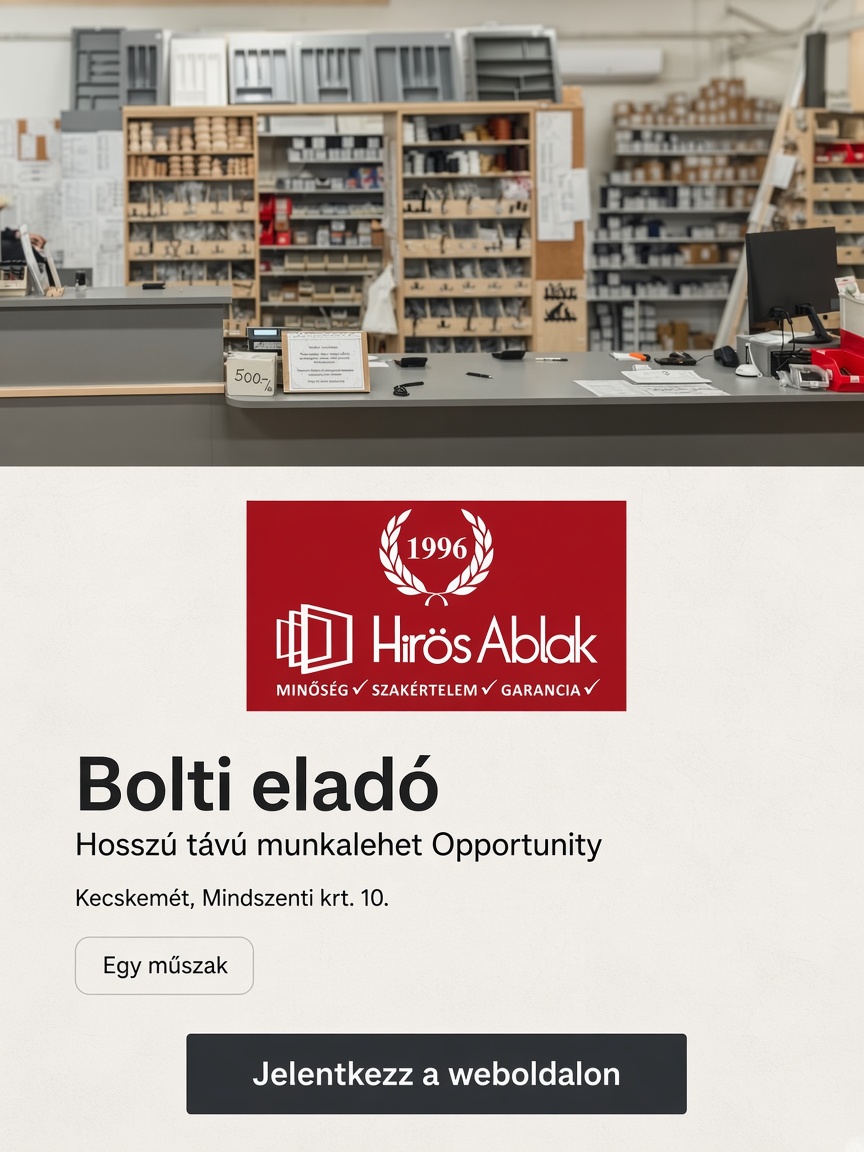 500.-
1996
Hirös Ablak
MINŐSÉG ✓ SZAKÉRTELEM ✓ GARANCIA ✓
Bolti eladó
Hosszú távú munkalehet Opportunity
Kecskemét, Mindszenti krt. 10.
Egy műszak
Jelentkezz a weboldalon